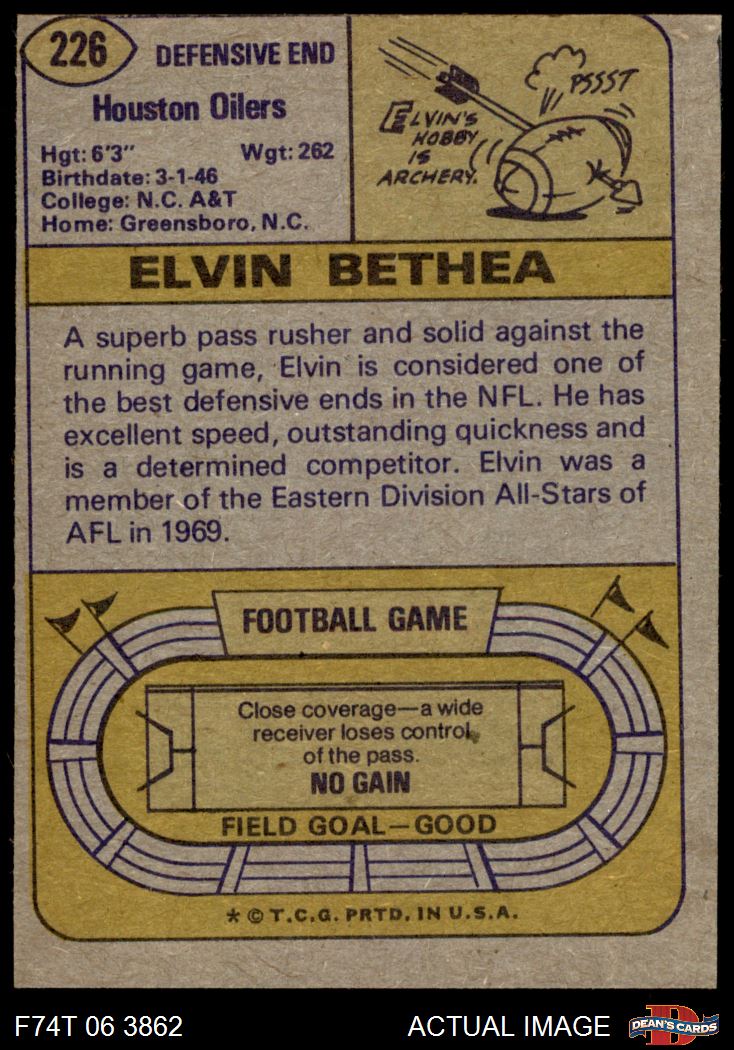 226
DEFENSIVE END
Houston Oilers
Hgt: 6'3" Wgt: 262
Birthdate: 3-1-46
College: N.C. A&T
Home: Greensboro, N.C.
PSSST
ELVIN'S
HOBBY
IS
ARCHERY.
ELVIN BETHEA
A superb pass rusher and solid against the
running game, Elvin is considered one of
the best defensive ends in the NFL. He has
excellent speed, outstanding quickness and
is a determined competitor. Elvin was a
member of the Eastern Division All-Stars of
AFL in 1969.
FOOTBALL GAME
Close coverage—a wide
receiver loses control
of the pass.
NO GAIN
FIELD GOAL—GOOD
* © T.C.G. PRTD. IN U.S.A.
F74T 06 3862
ACTUAL IMAGE
D
DEAN'S CARDS